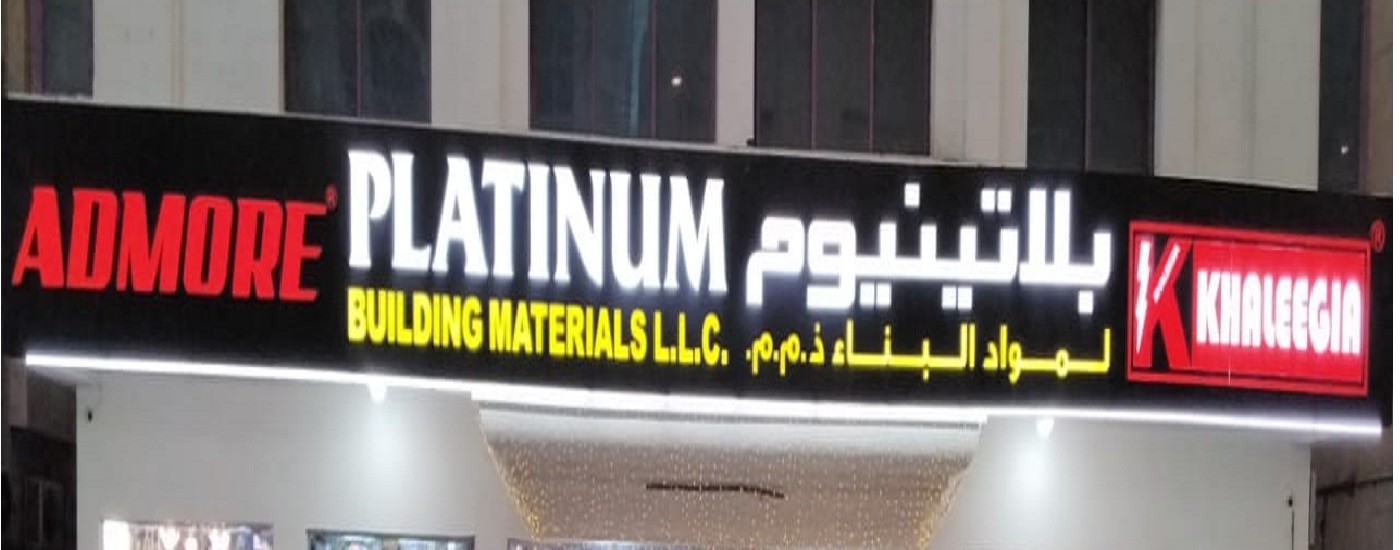 ADMORE®
PLATINUM
بلاتينيوم
BUILDING MATERIALS L.L.C.
لمواد البناء ذ.م.م.
K KHALEEGIA®